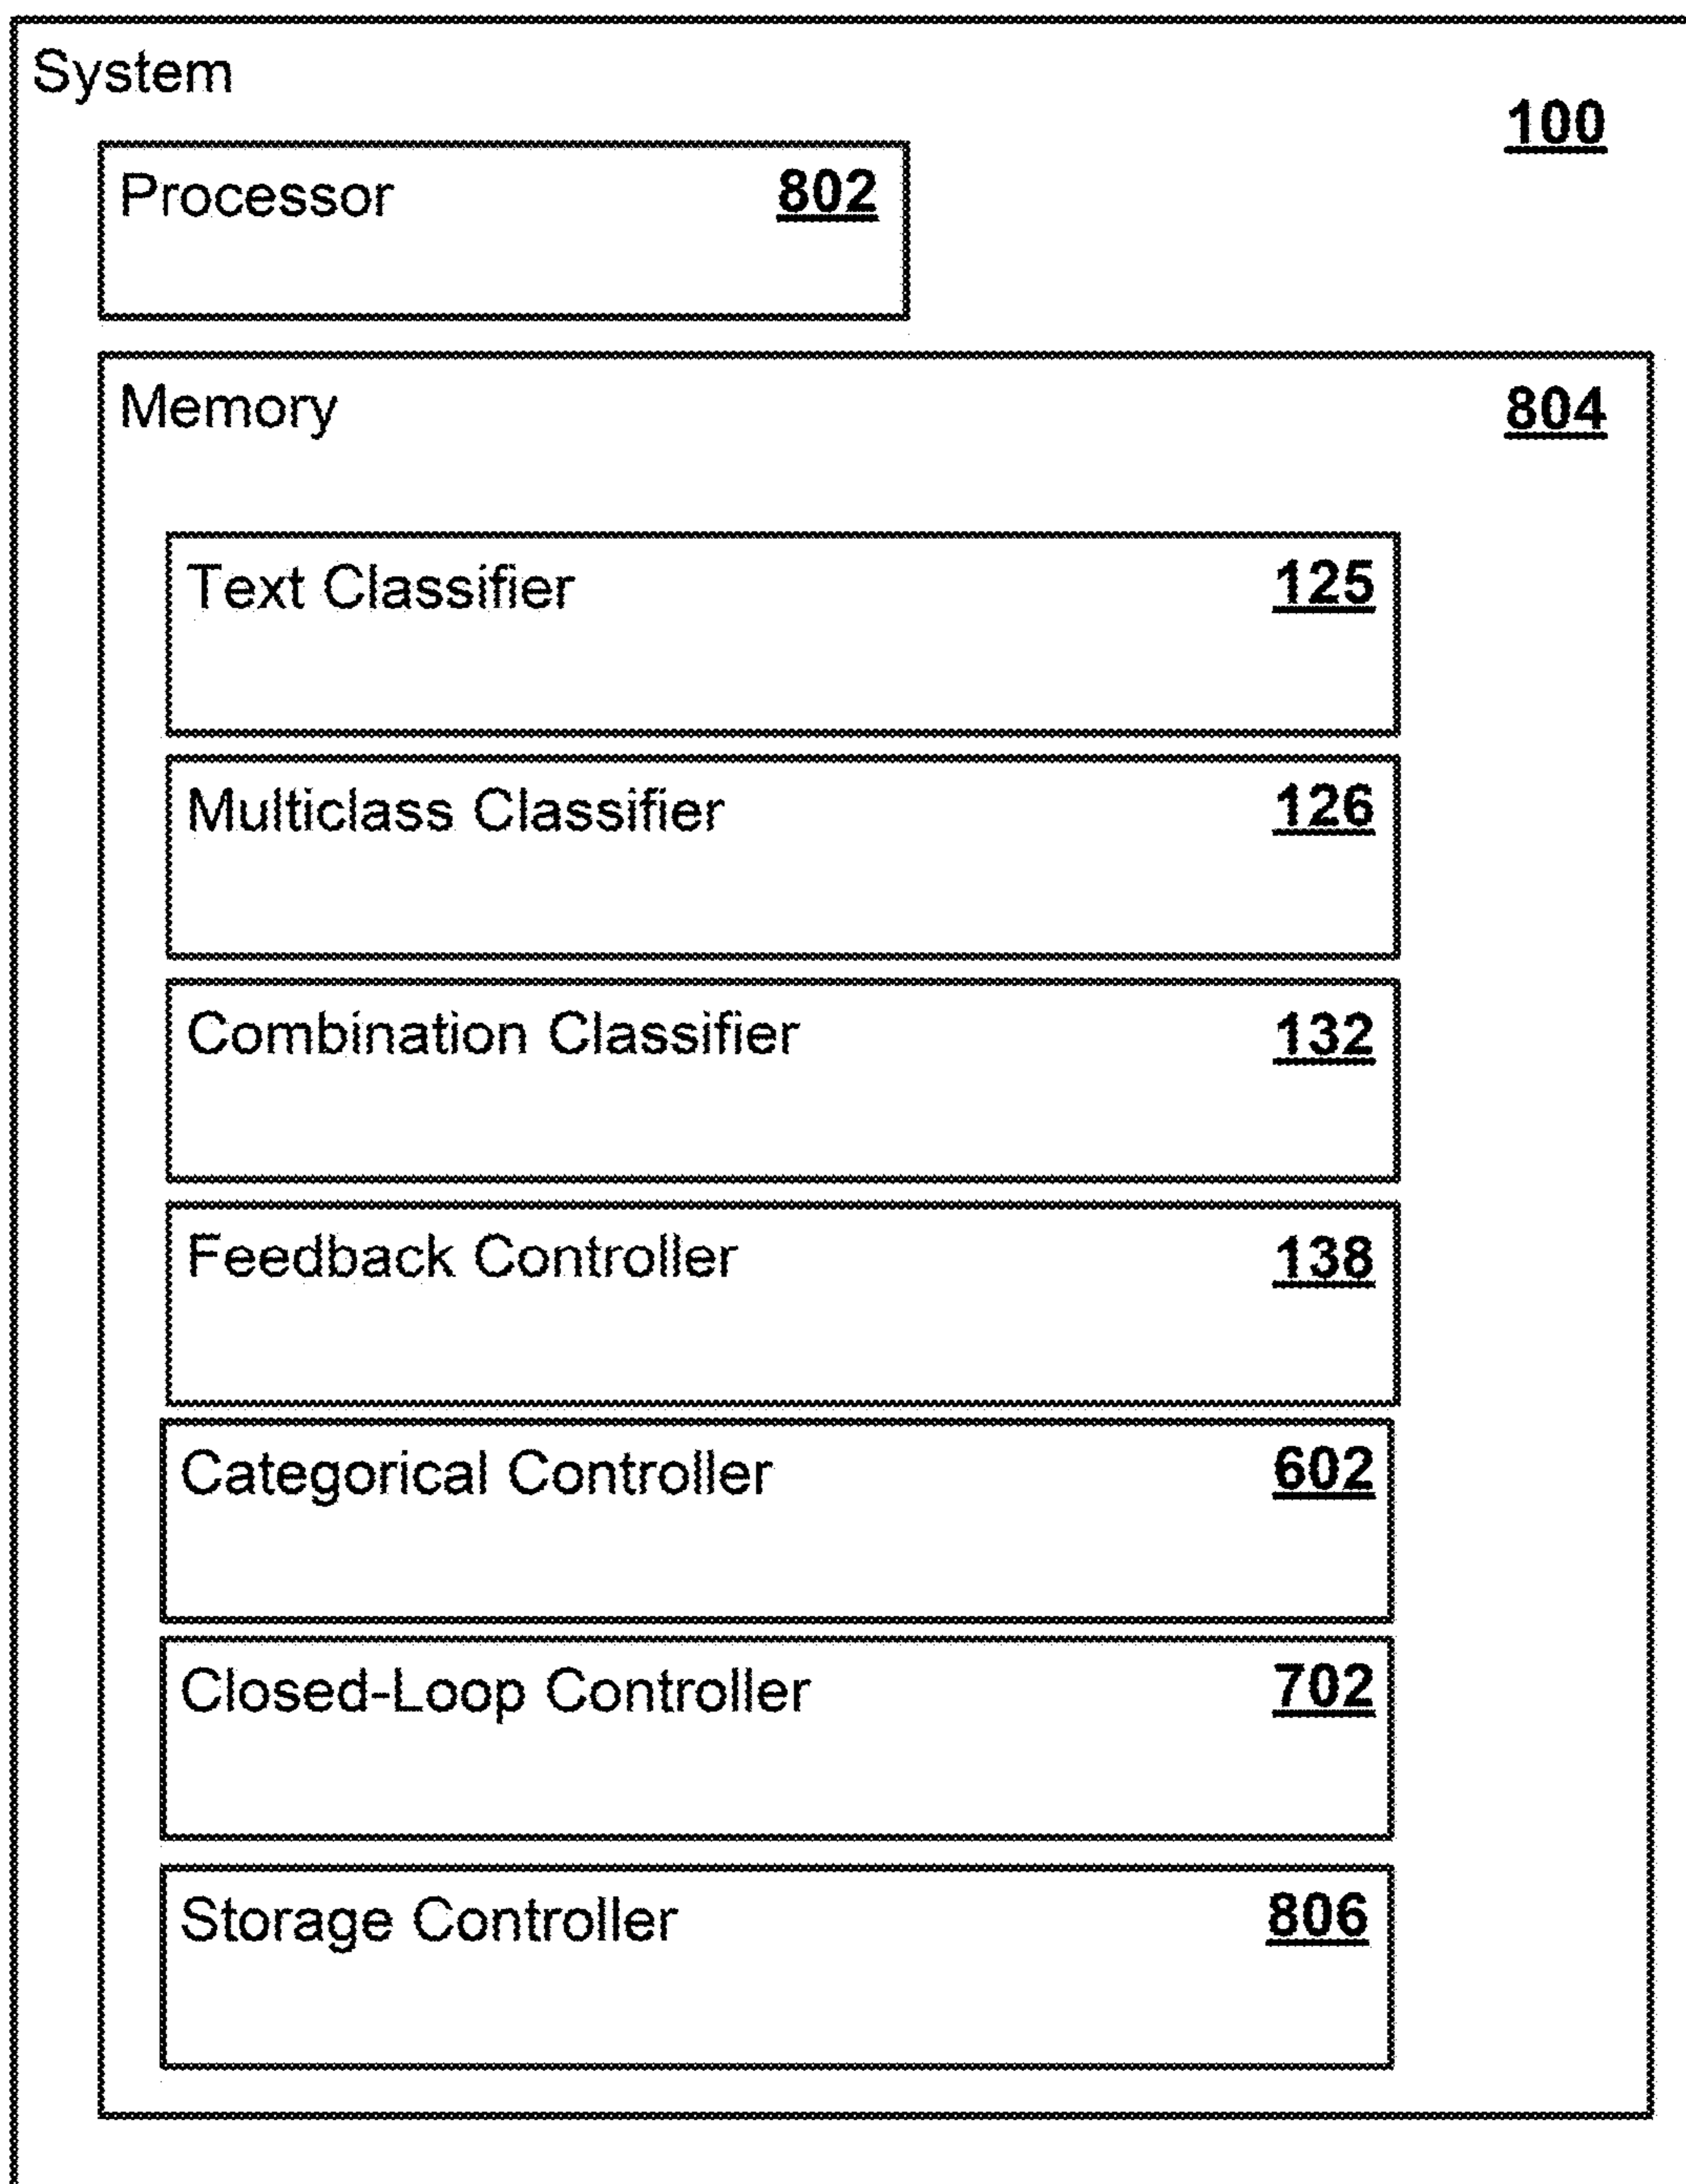 System
100
Processor 802
Memory 804
Text Classifier 125
Multiclass Classifier 126
Combination Classifier 132
Feedback Controller 138
Categorical Controller 602
Closed-Loop Controller 702
Storage Controller 806